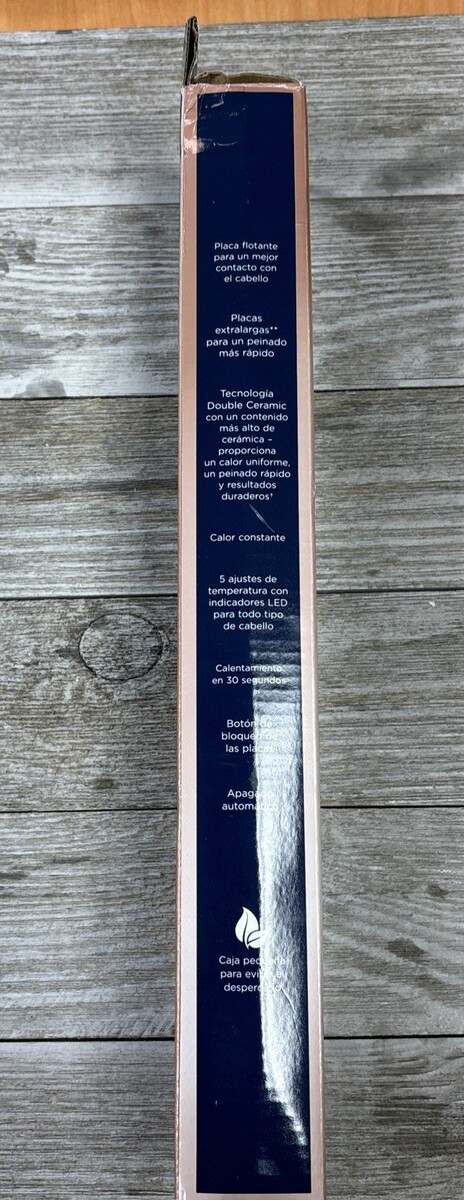 Placa flotante
para un mejor
contacto con
el cabello
Placas
extralargas**
para un peinado
más rápido
Tecnología
Double Ceramic
con un contenido
más alto de
cerámica –
proporciona
un calor uniforme,
un peinado rápido
y resultados
duraderos†
Calor constante
5 ajustes de
temperatura con
indicadores LED
para todo tipo
de cabello
Calentamiento
en 30 segundos
Botón de
bloqueo de
las placas
Apagado
automático
Caja pequeña
para evitar el
desperdicio